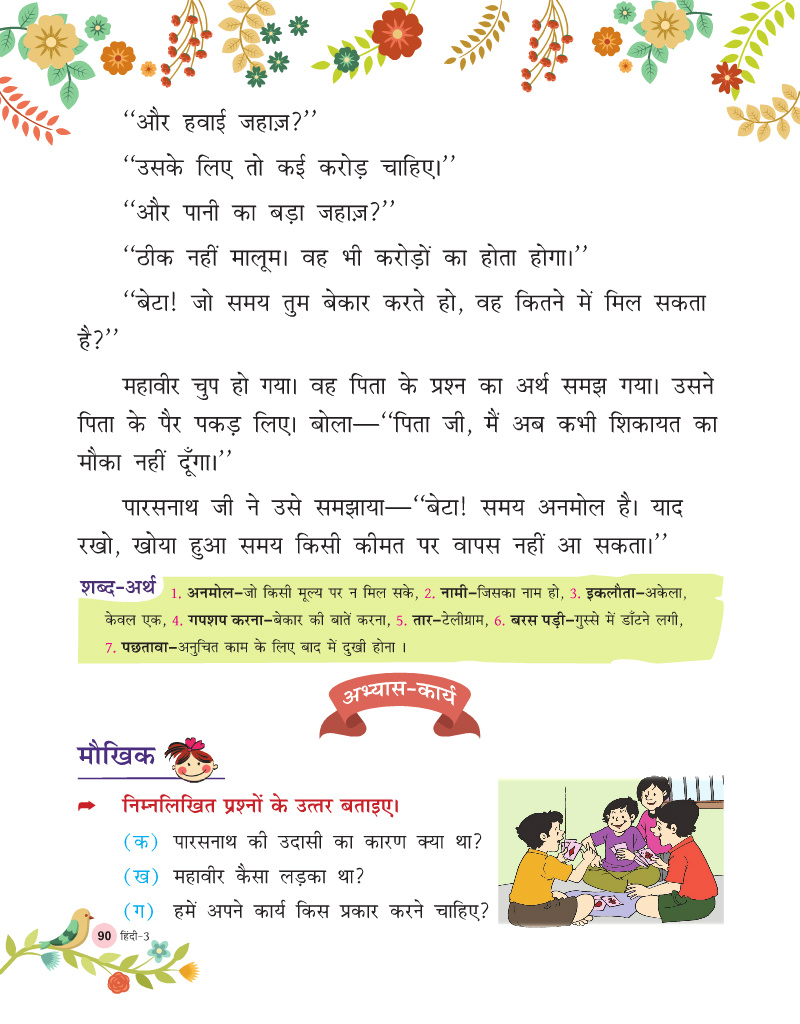 ‘‘और हवाई जहाज़?’’
‘‘उसके लिए तो कई करोड़ चाहिए।’’
‘‘और पानी का बड़ा जहाज़?’’
‘‘ठीक नहीं मालूम। वह भी करोड़ों का होता होगा।’’
‘‘बेटा! जो समय तुम बेकार करते हो, वह कितने में मिल सकता
है?’’
महावीर चुप हो गया। वह पिता के प्रश्न का अर्थ समझ गया। उसने
पिता के पैर पकड़ लिए। बोला—‘‘पिता जी, मैं अब कभी शिकायत का
मौका नहीं दूँगा।’’
पारसनाथ जी ने उसे समझाया—‘‘बेटा! समय अनमोल है। याद
रखो, खोया हुआ समय किसी कीमत पर वापस नहीं आ सकता।’’
शब्द-अर्थ 1. अनमोल–जो किसी मूल्य पर न मिल सके, 2. नामी–जिसका नाम हो, 3. इकलौता–अकेला,
केवल एक, 4. गपशप करना–बेकार की बातें करना, 5. तार–टेलीग्राम, 6. बरस पड़ी–गुस्से में डाँटने लगी,
7. पछतावा–अनुचित काम के लिए बाद में दुखी होना ।
अभ्यास-कार्य
मौखिक
निम्नलिखित प्रश्नों के उत्तर बताइए।
(क) पारसनाथ की उदासी का कारण क्या था?
(ख) महावीर कैसा लड़का था?
(ग) हमें अपने कार्य किस प्रकार करने चाहिए?
90 हिंदी-3